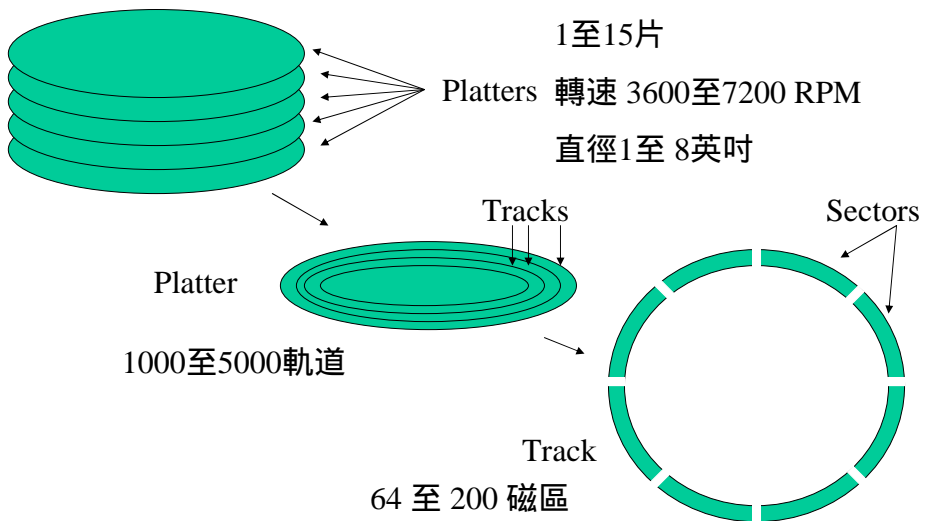 1至15片
Platters 轉速 3600至7200 RPM
直徑1至 8英吋
Tracks
Sectors
Platter
1000至5000軌道
Track
64 至 200 磁區